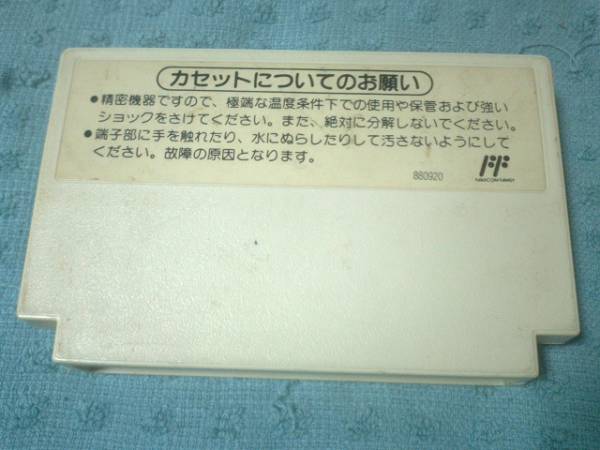 カセットについてのお願い
●精密機器ですので、極端な温度条件下での使用や保管および強い
ショックをさけてください。また、絶対に分解しないでください。
●端子部に手を触れたり、水にぬらしたりして汚さないようにして
ください。故障の原因となります。
880920